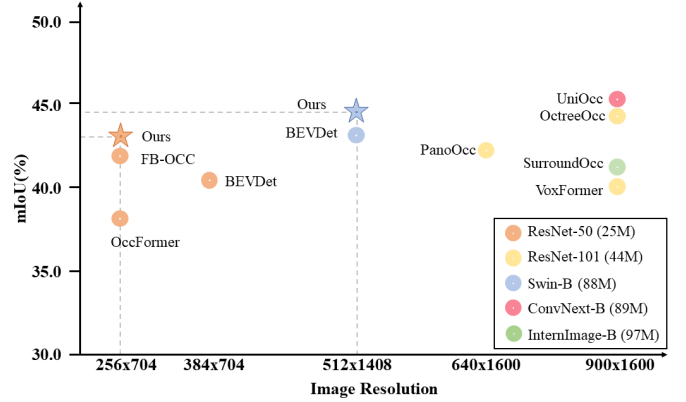 50.0
45.0
40.0
35.0
30.0
mIoU(%)
Ours
FB-OCC
OccFormer
BEVDet
Ours
BEVDet
PanoOcc
UniOcc
OctreeOcc
SurroundOcc
VoxFormer
ResNet-50 (25M)
ResNet-101 (44M)
Swin-B (88M)
ConvNext-B (89M)
InternImage-B (97M)
256x704
384x704
512x1408
640x1600
900x1600
Image Resolution